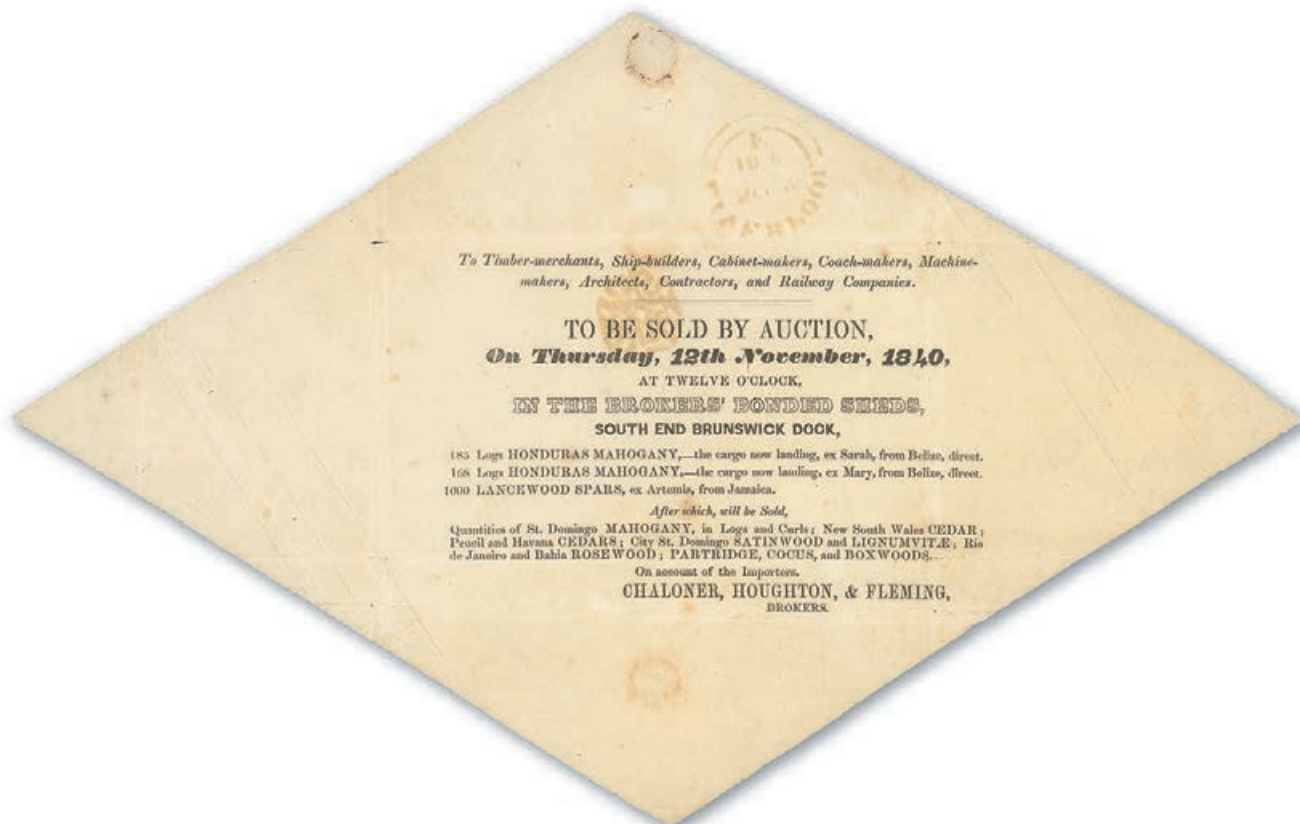 To Timber-merchants, Ship-builders, Cabinet-makers, Coach-makers, Machine-
makers, Architects, Contractors, and Railway Companies.
TO BE SOLD BY AUCTION,
On Thursday, 12th November, 1840,
AT TWELVE O'CLOCK,
IN THE BROKERS' BONDED SHEDS,
SOUTH END BRUNSWICK DOCK,
185 Logs HONDURAS MAHOGANY,—the cargo now landing, ex Sarah, from Belize, direct.
168 Logs HONDURAS MAHOGANY,—the cargo now landing, ex Mary, from Belize, direct.
1000 LANCEWOOD SPARS, ex Artemis, from Jamaica.
After which, will be Sold,
Quantities of St. Domingo MAHOGANY, in Logs and Curls; New South Wales CEDAR;
Pencil and Havana CEDARS; City St. Domingo SATINWOOD and LIGNUMVITÆ; Rio
de Janeiro and Bahia ROSEWOOD; PARTRIDGE, COCUS, and BOXWOODS.
On account of the Importers.
CHALONER, HOUGHTON, & FLEMING,
BROKERS.